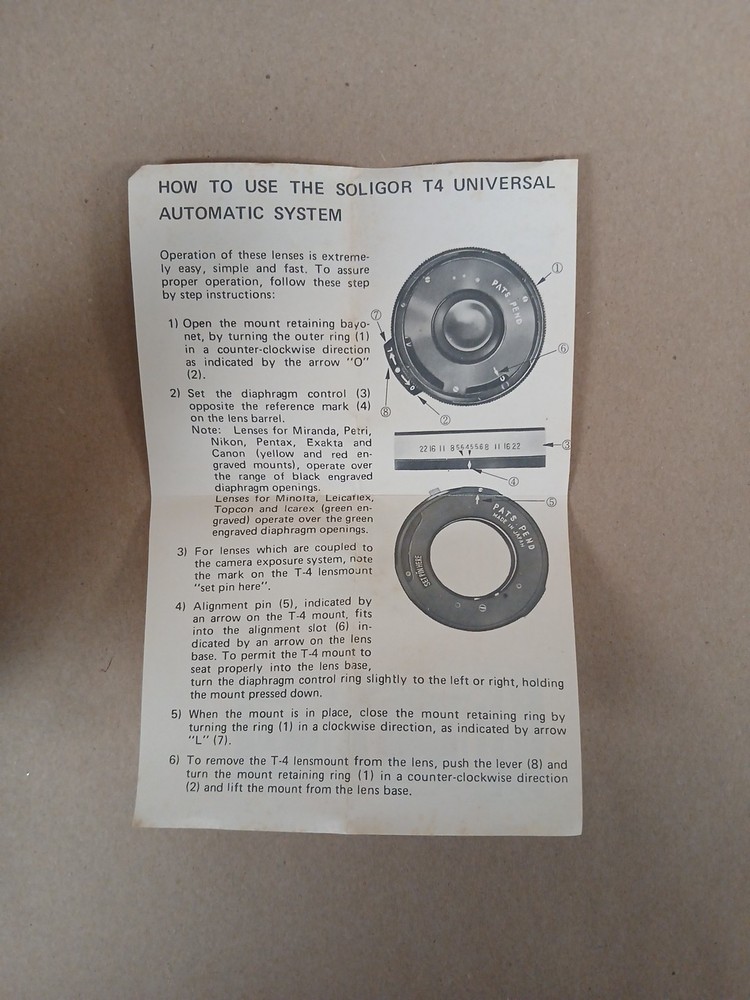 HOW TO USE THE SOLIGOR T4 UNIVERSAL
AUTOMATIC SYSTEM
Operation of these lenses is extreme-
ly easy, simple and fast. To assure
proper operation, follow these step
by step instructions:
1) Open the mount retaining bayo-
net, by turning the outer ring (1)
in a counter-clockwise direction
as indicated by the arrow "O"
(2).
2) Set the diaphragm control (3)
opposite the reference mark (4)
on the lens barrel.
Note: Lenses for Miranda, Petri,
Nikon, Pentax, Exakta and
Canon (yellow and red en-
graved mounts), operate over
the range of black engraved
diaphragm openings.
Lenses for Minolta, Leicaflex,
Topcon and Icarex (green en-
graved) operate over the green
engraved diaphragm openings.
3) For lenses which are coupled to
the camera exposure system, note
the mark on the T-4 lensmount
"set pin here".
4) Alignment pin (5), indicated by
an arrow on the T-4 mount, fits
into the alignment slot (6) in-
dicated by an arrow on the lens
base. To permit the T-4 mount to
seat properly into the lens base,
turn the diaphragm control ring slightly to the left or right, holding
the mount pressed down.
5) When the mount is in place, close the mount retaining ring by
turning the ring (1) in a clockwise direction, as indicated by arrow
"L" (7).
6) To remove the T-4 lensmount from the lens, push the lever (8) and
turn the mount retaining ring (1) in a counter-clockwise direction
(2) and lift the mount from the lens base.
①
PATS PEND
⑦
⑥
L
O
⑧
②
22 16 11 8 5.6 4 5.6 8 11 16 22
③
④
⑤
PATS. PEND
MADE IN JAPAN
SET PIN HERE